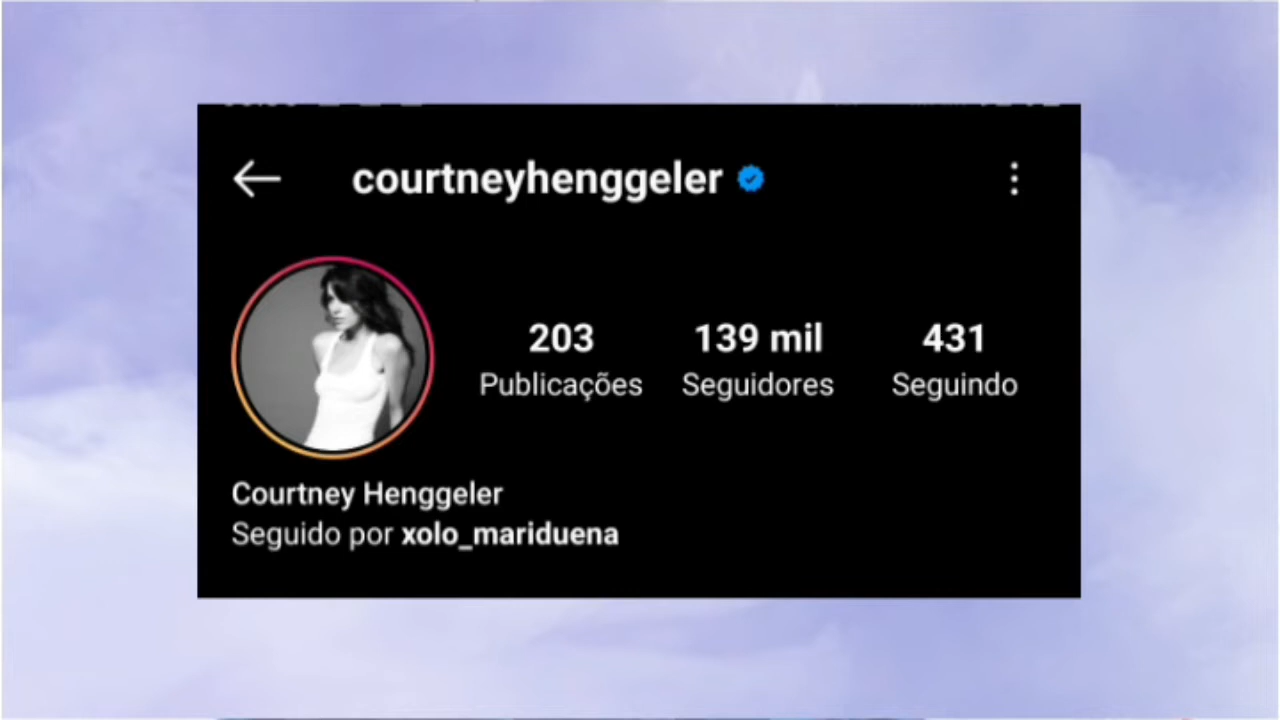 courtneyhenggeler
203 139 mil 431
Publicações Seguidores Seguindo
Courtney Henggeler
Seguido por xolo_mariduena